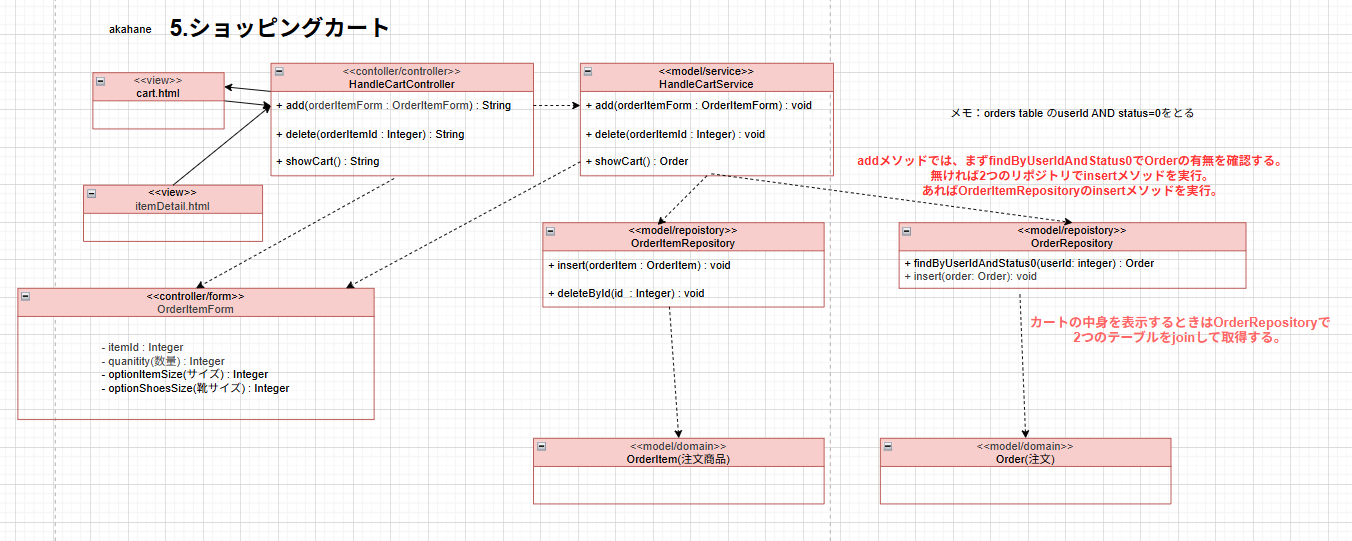 akahane
5.ショッピングカート
<<view>>
cart.html
<<contoller/controller>>
HandleCartController
+ add(orderItemForm : OrderItemForm) : String
+ delete(orderItemId : Integer) : String
+ showCart() : String
<<model/service>>
HandleCartService
+ add(orderItemForm : OrderItemForm) : void
+ delete(orderItemId : Integer) : void
+ showCart() : Order
メモ：orders table のuserId AND status=0をとる
addメソッドでは、まずfindByUserIdAndStatus0でOrderの有無を確認する。
無ければ2つのリポジトリでinsertメソッドを実行。
あればOrderItemRepositoryのinsertメソッドを実行。
<<view>>
itemDetail.html
<<model/repoistory>>
OrderItemRepository
+ insert(orderItem : OrderItem) : void
+ deleteById(id : Integer) : void
<<model/repoistory>>
OrderRepository
+ findByUserIdAndStatus0(userId: integer) : Order
+ insert(order: Order): void
<<controller/form>>
OrderItemForm
- itemId : Integer
- quanitity(数量) : Integer
- optionItemSize(サイズ) : Integer
- optionShoesSize(靴サイズ) : Integer
カートの中身を表示するときはOrderRepositoryで
2つのテーブルをjoinして取得する。
<<model/domain>>
OrderItem(注文商品)
<<model/domain>>
Order(注文)